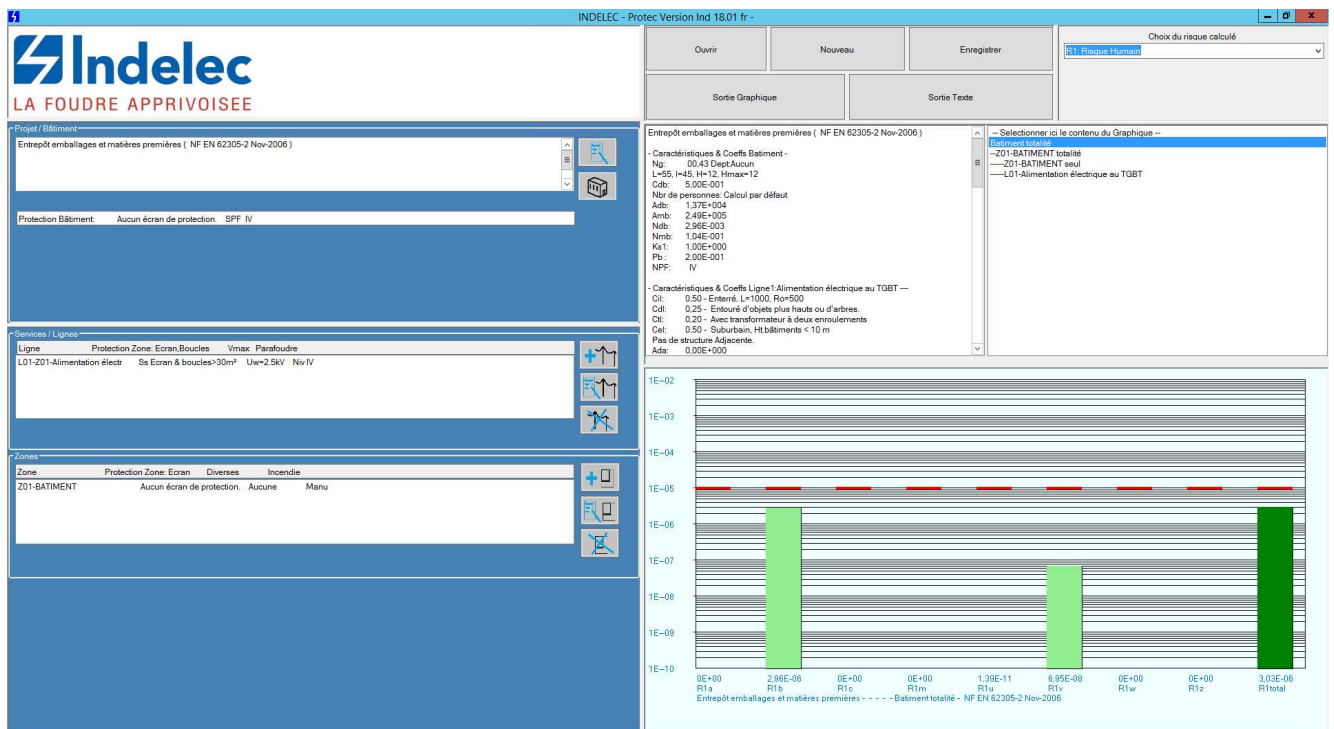 INDELEC - Protec Version Ind 18.01 fr -
Indelec
LA FOUDRE APPRIVOISEE
Ouvrir
Nouveau
Enregistrer
Sortie Graphique
Sortie Texte
Choix du risque calculé
R1: Risque Humain
Projet / Bâtiment
Entrepôt emballages et matières premières ( NF EN 62305-2 Nov-2006 )
Protection Bâtiment: Aucun écran de protection. SPF IV
Services / Lignes
Ligne Protection Zone: Ecran,Boucles Vmax Parafoudre
L01-Z01-Alimentation électr Ss Ecran & boucles>30m² Uw=2.5kV Niv IV
Zones
Zone Protection Zone: Ecran Diverses Incendie
Z01-BATIMENT Aucun écran de protection. Aucune Manu
Entrepôt emballages et matières premières ( NF EN 62305-2 Nov-2006 )
- Caractéristiques & Coeffs Batiment -
Ng: 00,43 Dept:Aucun
L=55, l=45, H=12, Hmax=12
Cdb: 5,00E-001
Nbr de personnes: Calcul par défaut
Adb: 1,37E+004
Amb: 2,49E+005
Ndb: 2,96E-003
Nmb: 1,04E-001
Ks1: 1,00E+000
Pb : 2,00E-001
NPF: IV
- Caractéristiques & Coeffs Ligne1:Alimentation électrique au TGBT ---
Cil: 0,50 - Enterré, L=1000, Ro=500
Cdl: 0,25 - Entouré d'objets plus hauts ou d'arbres.
Ctl: 0,20 - Avec transformateur à deux enroulements
Cel: 0,50 - Suburbain, Ht.bâtiments < 10 m
Pas de structure Adjacente.
Ada: 0,00E+000
-- Selectionner ici le contenu du Graphique --
Batiment totalité
--Z01-BATIMENT totalité
-----Z01-BATIMENT seul
-----L01-Alimentation électrique au TGBT
1E-02
1E-03
1E-04
1E-05
1E-06
1E-07
1E-08
1E-09
1E-10
0E+00 2,96E-06 0E+00 0E+00 1,39E-11 6,95E-08 0E+00 0E+00 3,03E-06
R1a R1b R1c R1m R1u R1v R1w R1z R1total
Entrepôt emballages et matières premières - - - - - Batiment totalité - NF EN 62305-2 Nov-2006